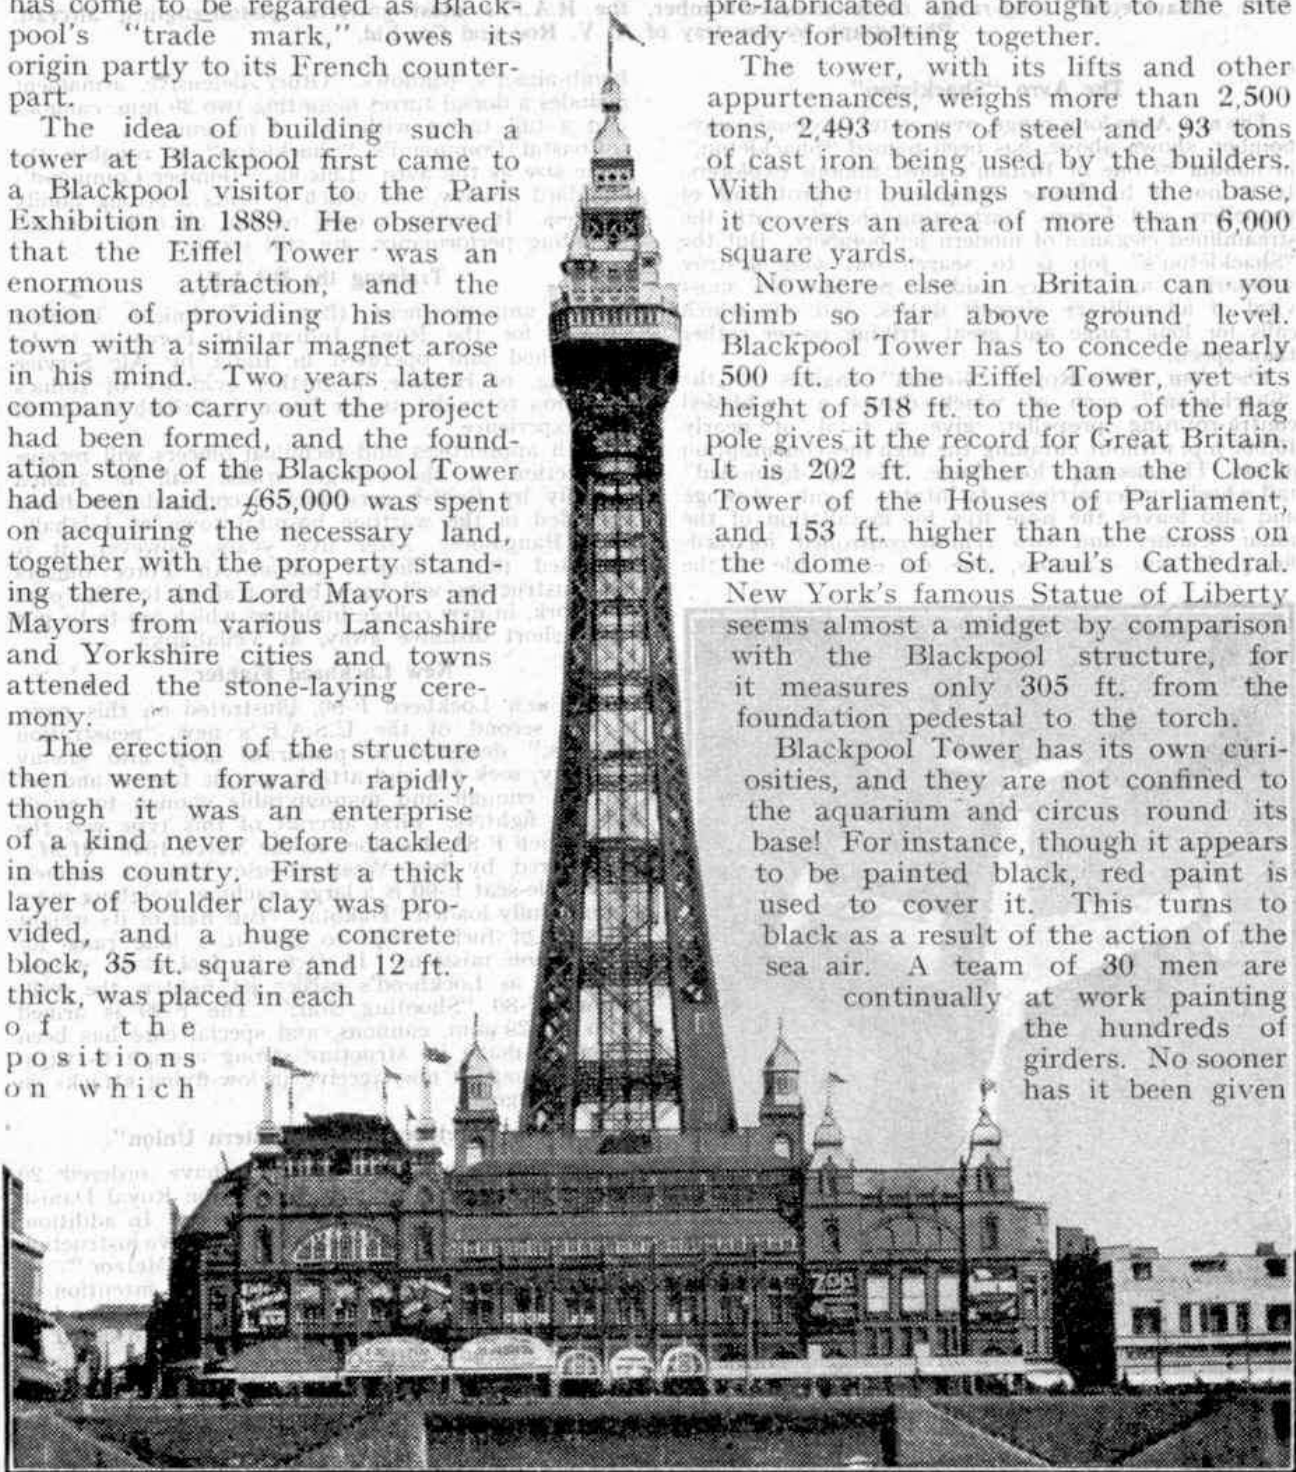 has come to be regarded as Black-
pool's "trade mark," owes its
origin partly to its French counter-
part.
The idea of building such a
tower at Blackpool first came to
a Blackpool visitor to the Paris
Exhibition in 1889. He observed
that the Eiffel Tower was an
enormous attraction, and the
notion of providing his home
town with a similar magnet arose
in his mind. Two years later a
company to carry out the project
had been formed, and the found-
ation stone of the Blackpool Tower
had been laid. £65,000 was spent
on acquiring the necessary land,
together with the property stand-
ing there, and Lord Mayors and
Mayors from various Lancashire
and Yorkshire cities and towns
attended the stone-laying cere-
mony.
The erection of the structure
then went forward rapidly,
though it was an enterprise
of a kind never before tackled
in this country. First a thick
layer of boulder clay was pro-
vided, and a huge concrete
block, 35 ft. square and 12 ft.
thick, was placed in each
of the
positions
on which
pre-fabricated and brought to the site
ready for bolting together.
The tower, with its lifts and other
appurtenances, weighs more than 2,500
tons, 2,493 tons of steel and 93 tons
of cast iron being used by the builders.
With the buildings round the base,
it covers an area of more than 6,000
square yards.
Nowhere else in Britain can you
climb so far above ground level.
Blackpool Tower has to concede nearly
500 ft. to the Eiffel Tower, yet its
height of 518 ft. to the top of the flag
pole gives it the record for Great Britain.
It is 202 ft. higher than the Clock
Tower of the Houses of Parliament,
and 153 ft. higher than the cross on
the dome of St. Paul's Cathedral.
New York's famous Statue of Liberty
seems almost a midget by comparison
with the Blackpool structure, for
it measures only 305 ft. from the
foundation pedestal to the torch.
Blackpool Tower has its own curi-
osities, and they are not confined to
the aquarium and circus round its
base! For instance, though it appears
to be painted black, red paint is
used to cover it. This turns to
black as a result of the action of the
sea air. A team of 30 men are
continually at work painting
the hundreds of
girders. No sooner
has it been given
ZOO